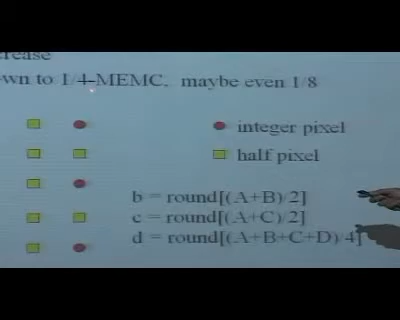 crease
wn to 1/4-MEMC, maybe even 1/8
integer pixel
half pixel
b = round[(A+B)/2]
c = round[(A+C)/2]
d = round[(A+B+C+D)/4]